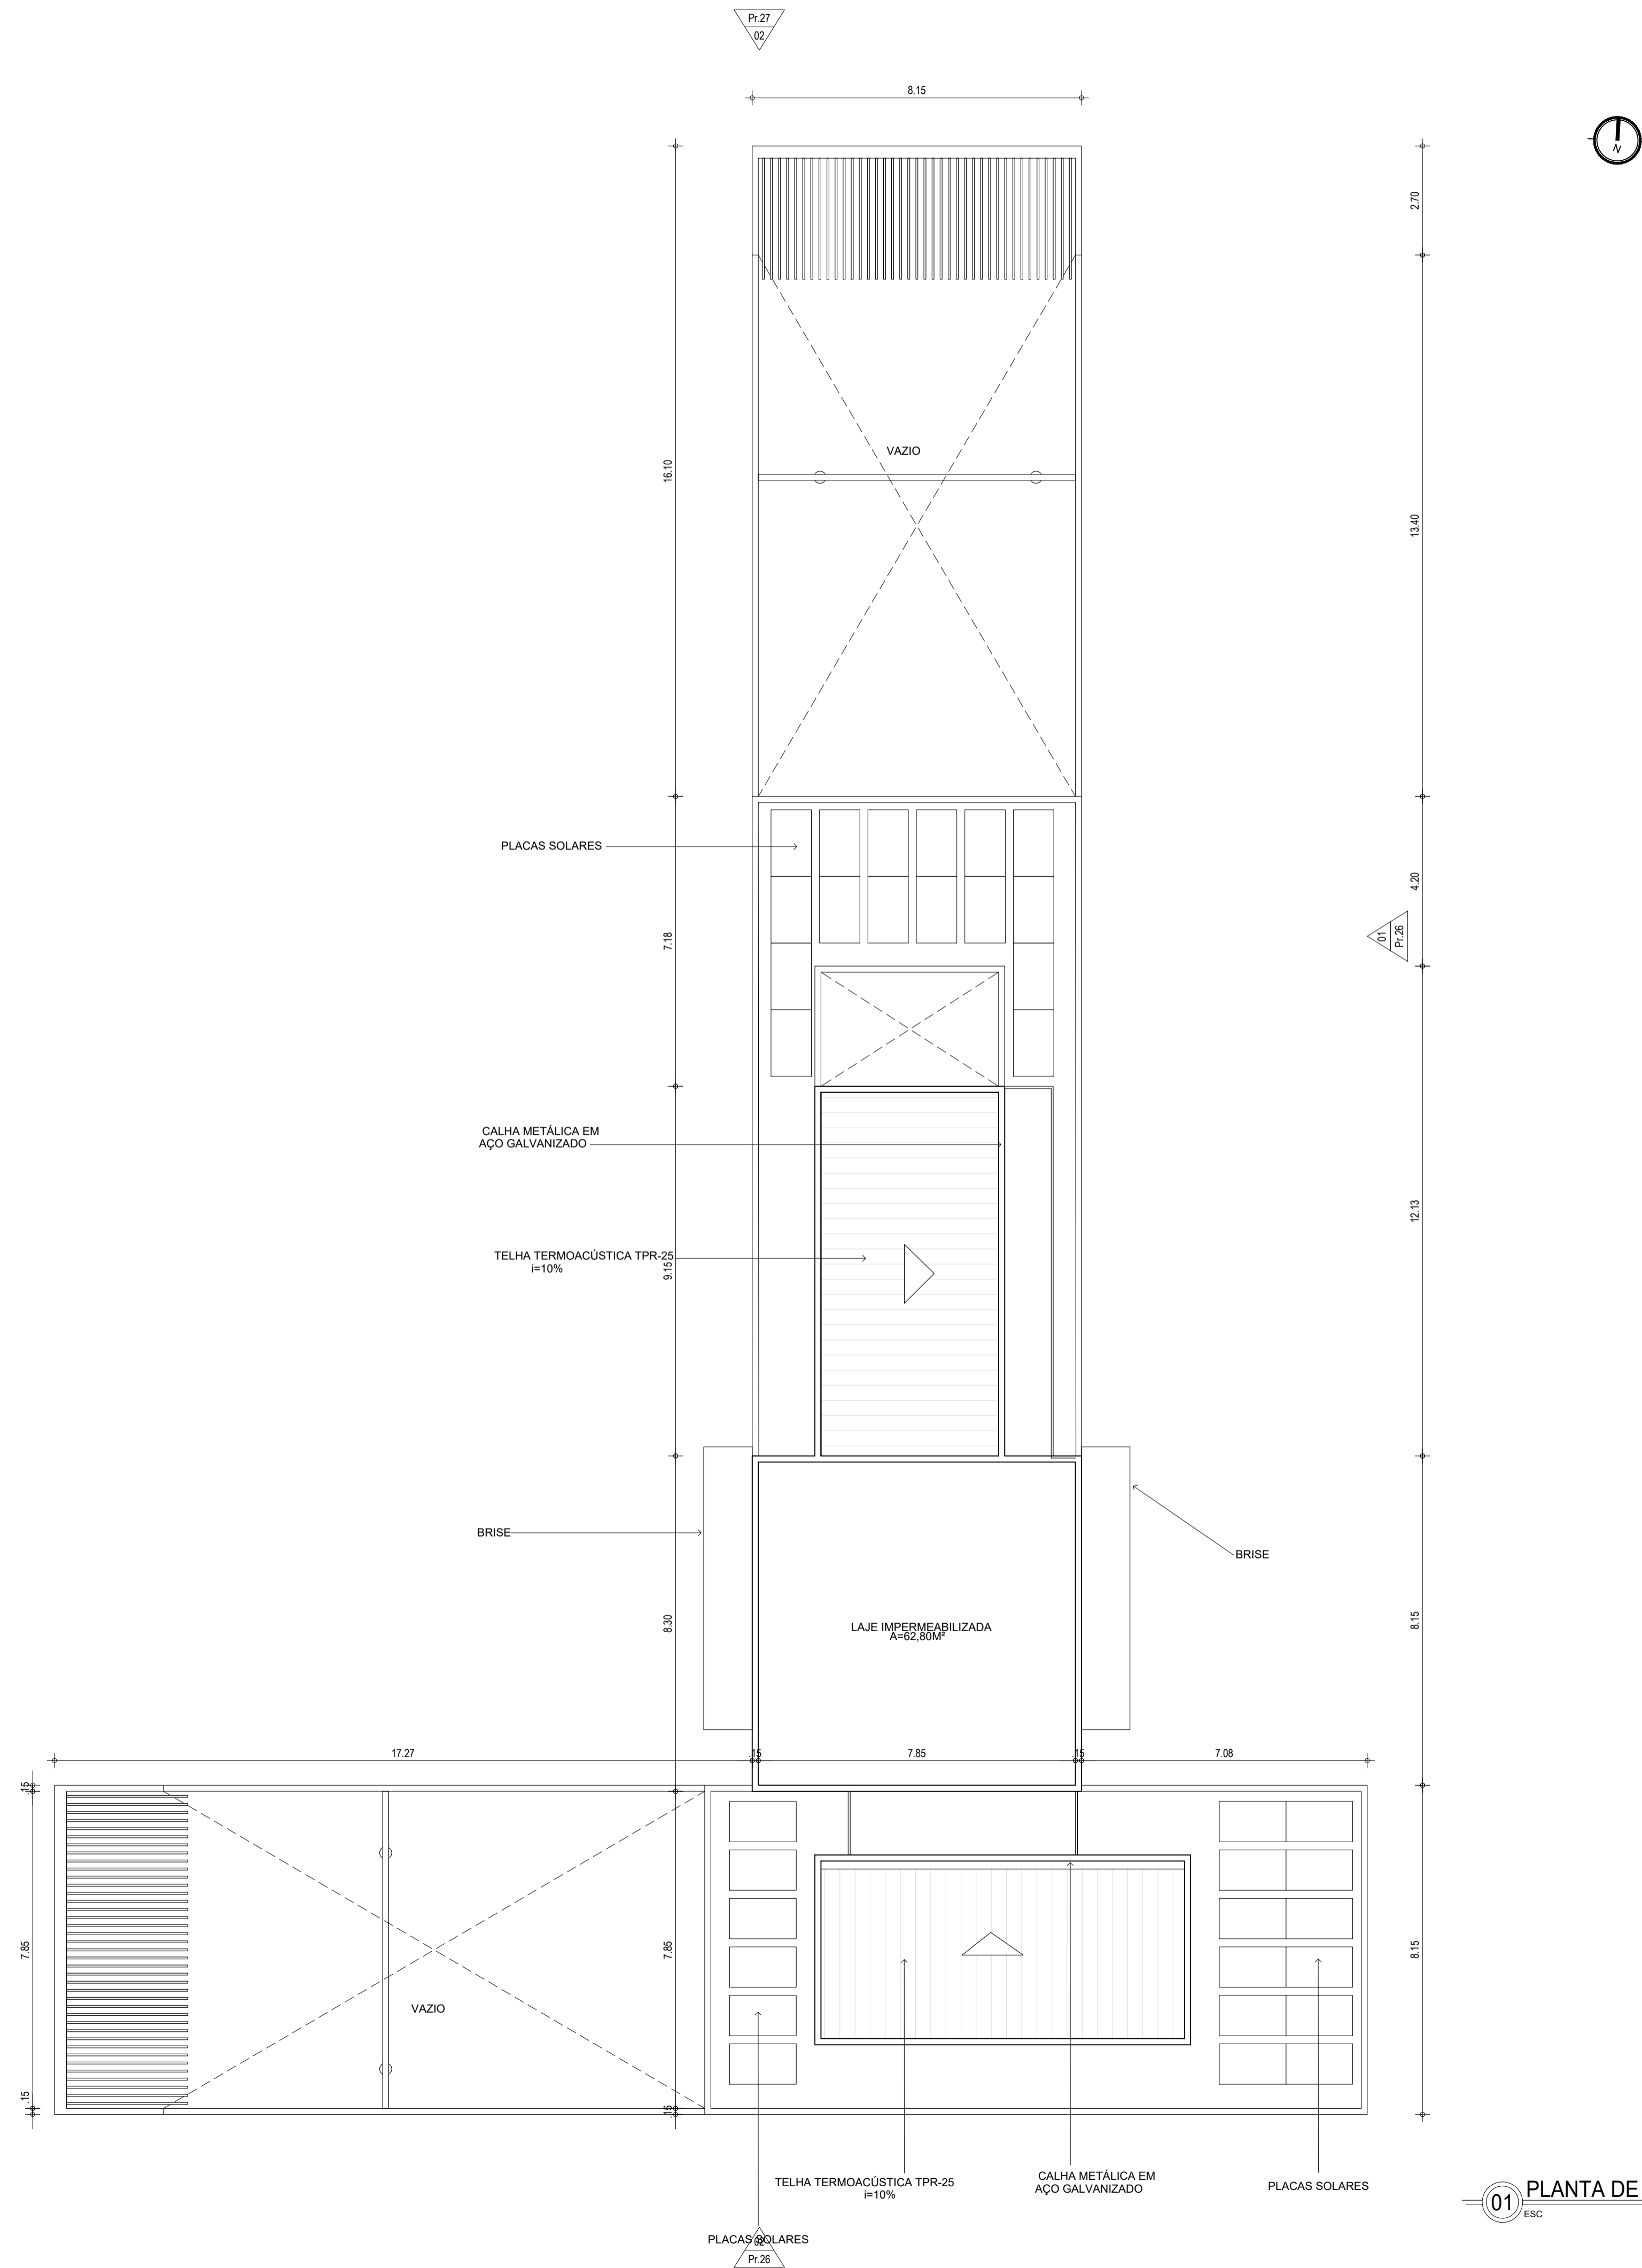 Pr.27
02
8.15
N
2.70
16.10
VAZIO
13.40
PLACAS SOLARES
4.20
7.18
01
Pr.26
CALHA METÁLICA EM
AÇO GALVANIZADO
12.13
TELHA TERMOACÚSTICA TPR-25
i=10%
9.15
BRISE
BRISE
8.30
LAJE IMPERMEABILIZADA
A=62,80M²
8.15
17.27
.15
7.85
.15
7.08
.15
7.85
7.85
8.15
VAZIO
.15
.15
TELHA TERMOACÚSTICA TPR-25
i=10%
CALHA METÁLICA EM
AÇO GALVANIZADO
PLACAS SOLARES
01
PLANTA DE
ESC
PLACAS SOLARES
02
Pr.26